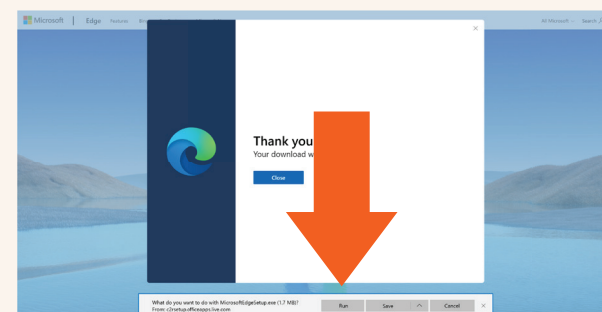 Microsoft | Edge Features
All Microsoft Search
Thank you
Your download w
Close
What do you want to do with MicrosoftEdgeSetup.exe (1.7 MB)?
From: c2rsetup.officeapps.live.com
Run Save Cancel